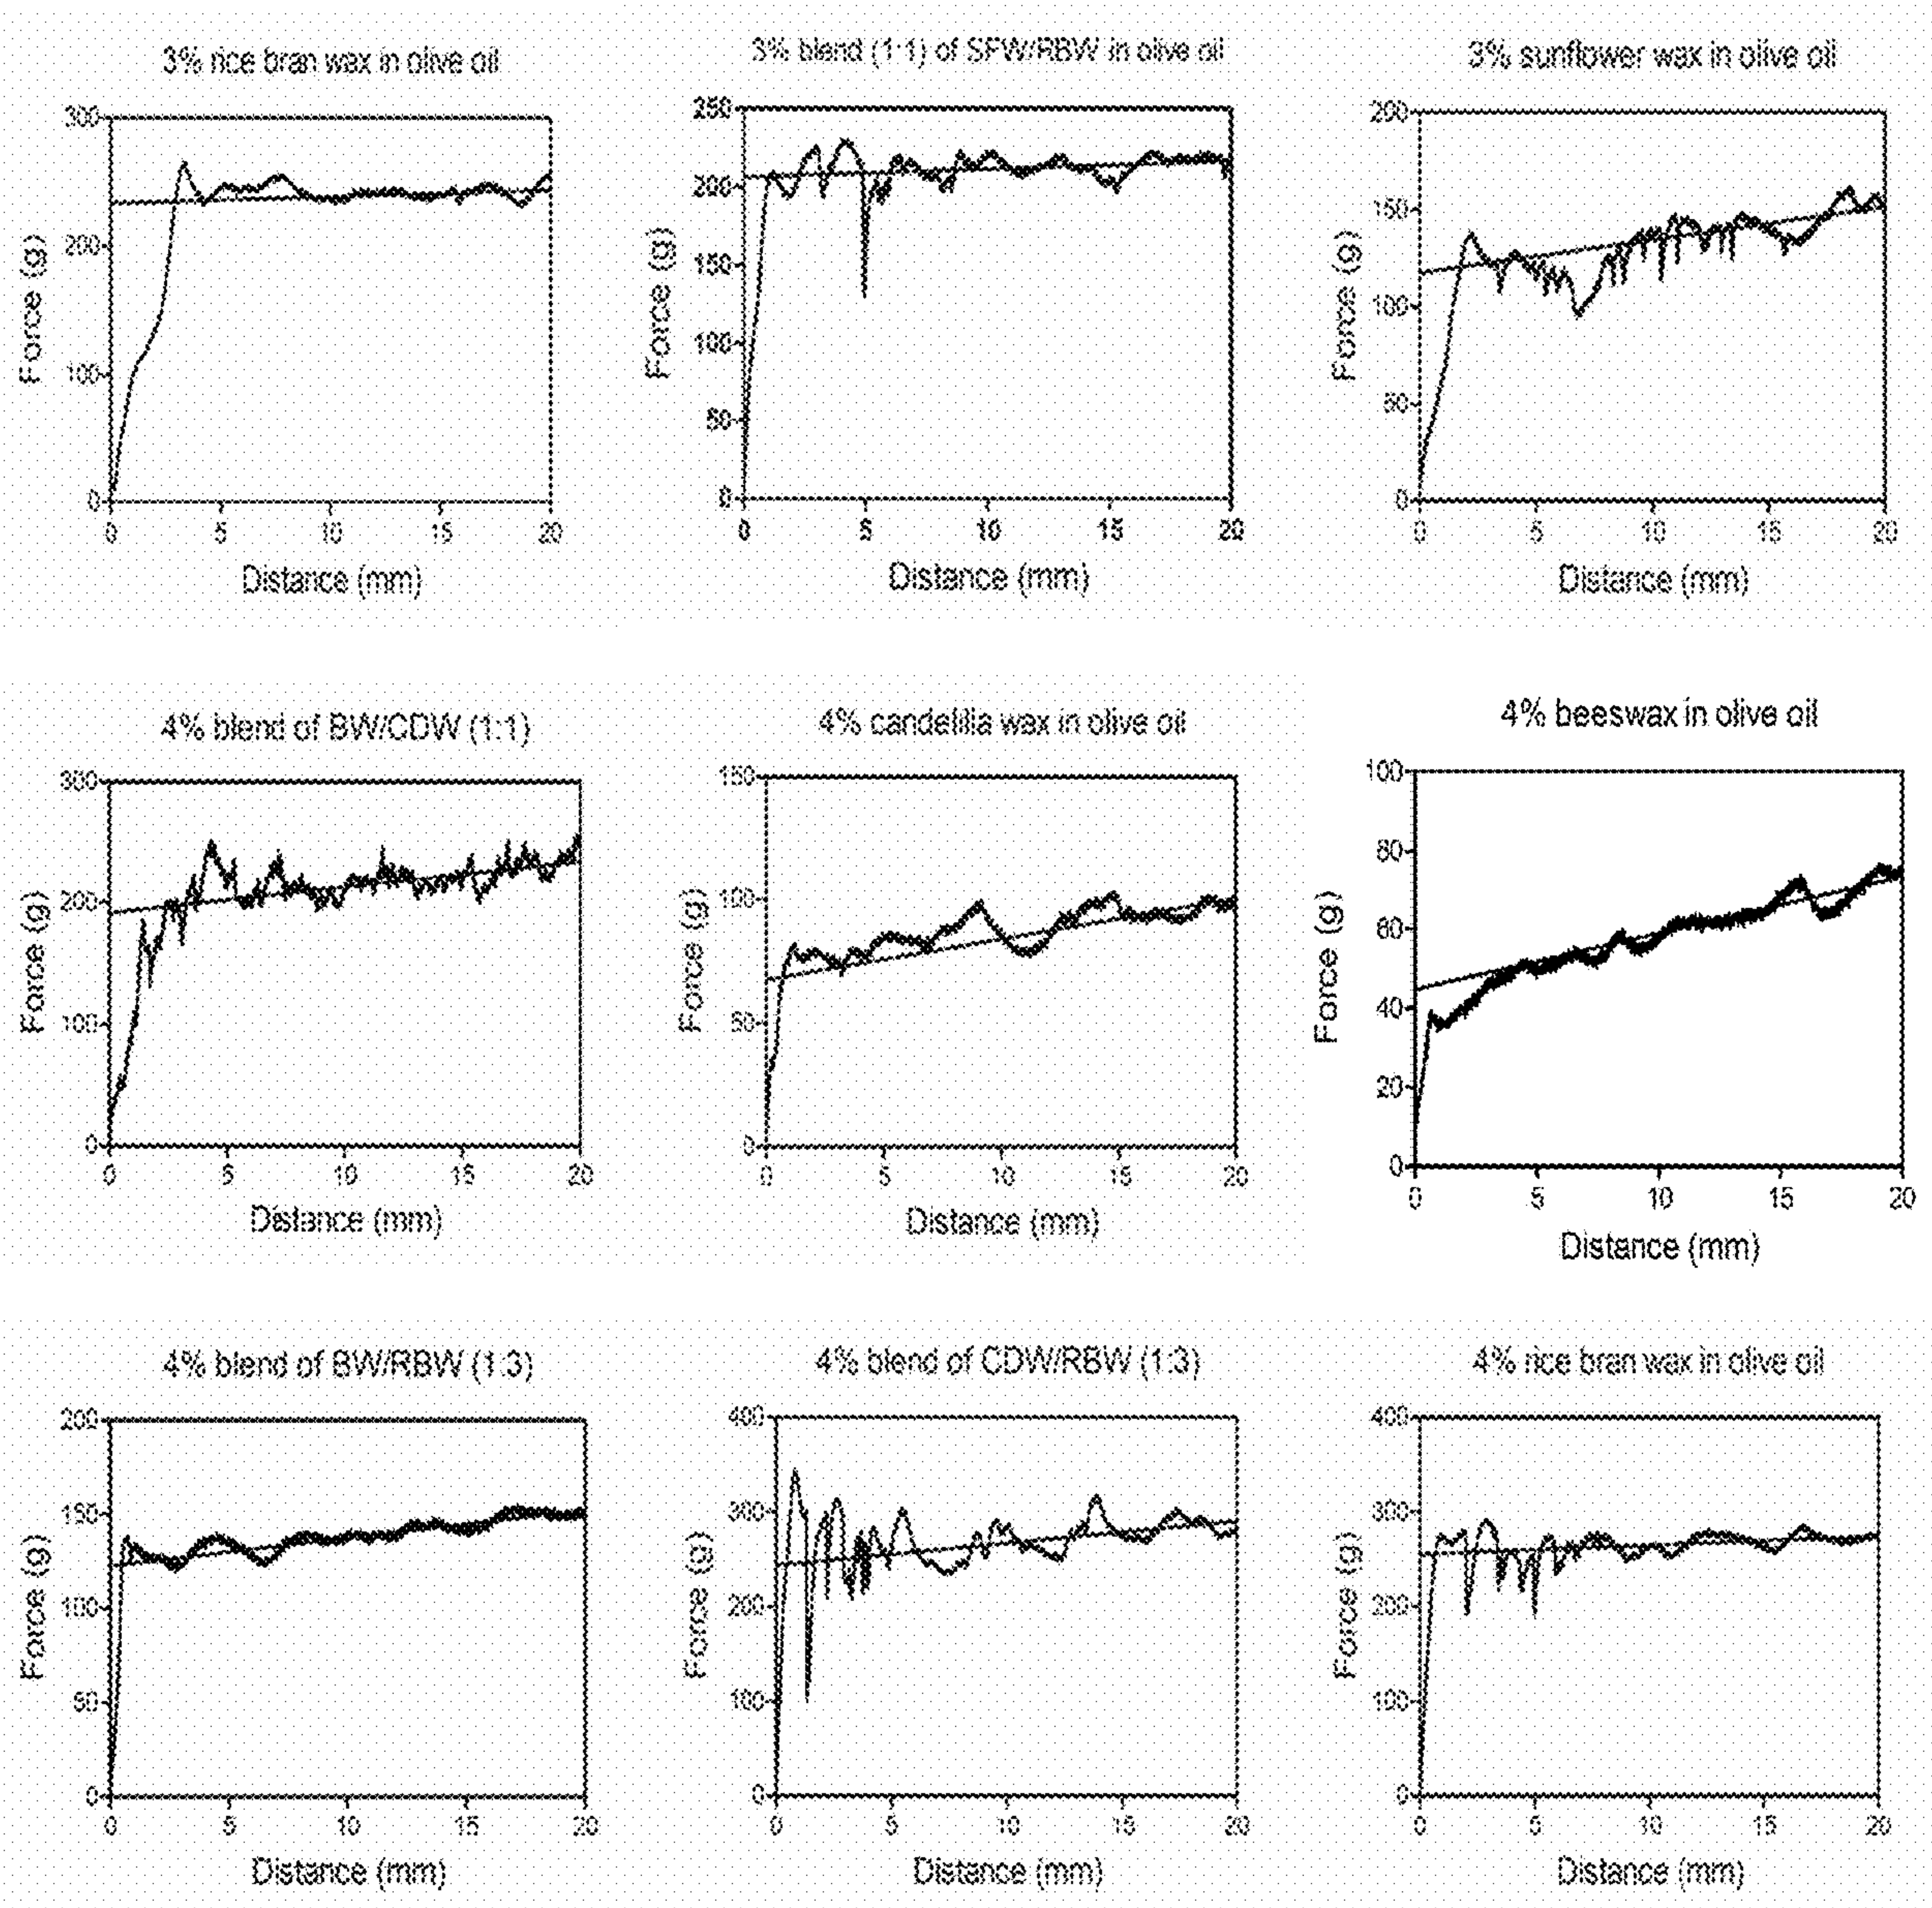 3% rice bran wax in olive oil
300
200
100
0
0 5 10 15 20
Force (g)
Distance (mm)
3% blend (1:1) of SFW/RBW in olive oil
250
200
150
100
50
0
0 5 10 15 20
Force (g)
Distance (mm)
3% sunflower wax in olive oil
200
150
100
50
0
0 5 10 15 20
Force (g)
Distance (mm)
4% blend of BW/CDW (1:1)
300
200
100
0
0 5 10 15 20
Force (g)
Distance (mm)
4% candelilla wax in olive oil
150
100
50
0
0 5 10 15 20
Force (g)
Distance (mm)
4% beeswax in olive oil
100
80
60
40
20
0
0 5 10 15 20
Force (g)
Distance (mm)
4% blend of BW/RBW (1:3)
200
150
100
50
0
0 5 10 15 20
Force (g)
Distance (mm)
4% blend of CDW/RBW (1:3)
400
300
200
100
0
0 5 10 15 20
Force (g)
Distance (mm)
4% rice bran wax in olive oil
400
300
200
100
0
0 5 10 15 20
Force (g)
Distance (mm)